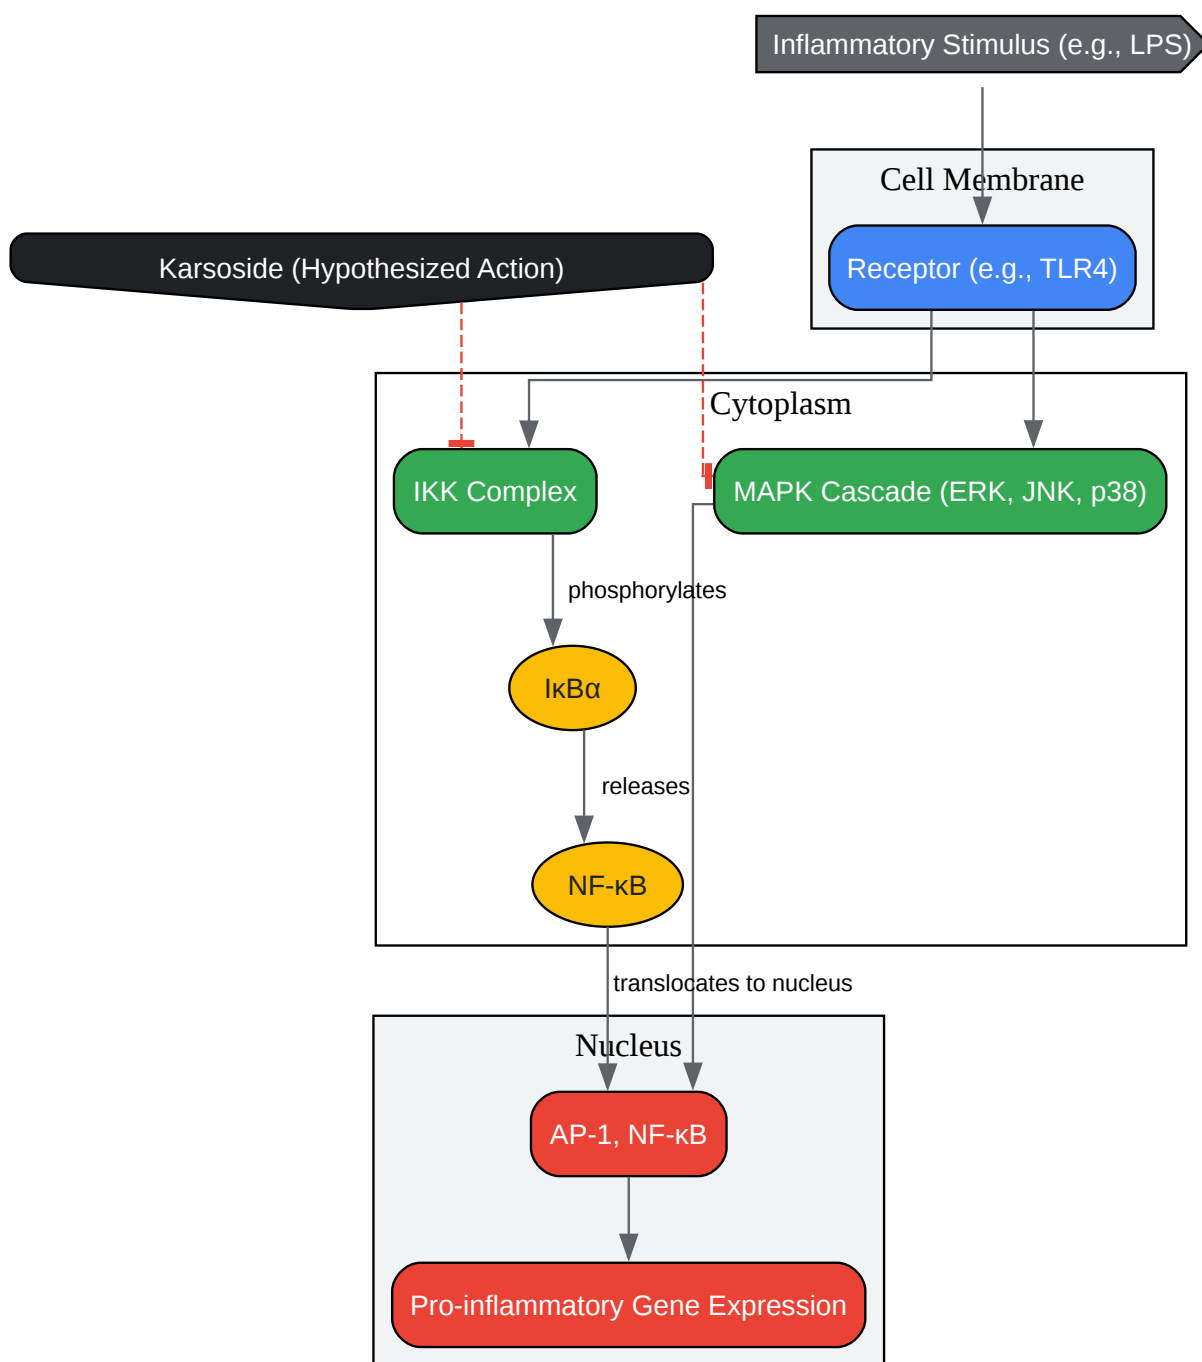 Inflammatory Stimulus (e.g., LPS)
Cell Membrane
Karsoside (Hypothesized Action)
Receptor (e.g., TLR4)
Cytoplasm
IKK Complex
MAPK Cascade (ERK, JNK, p38)
phosphorylates
IκBα
releases
NF-κB
translocates to nucleus
Nucleus
AP-1, NF-κB
Pro-inflammatory Gene Expression